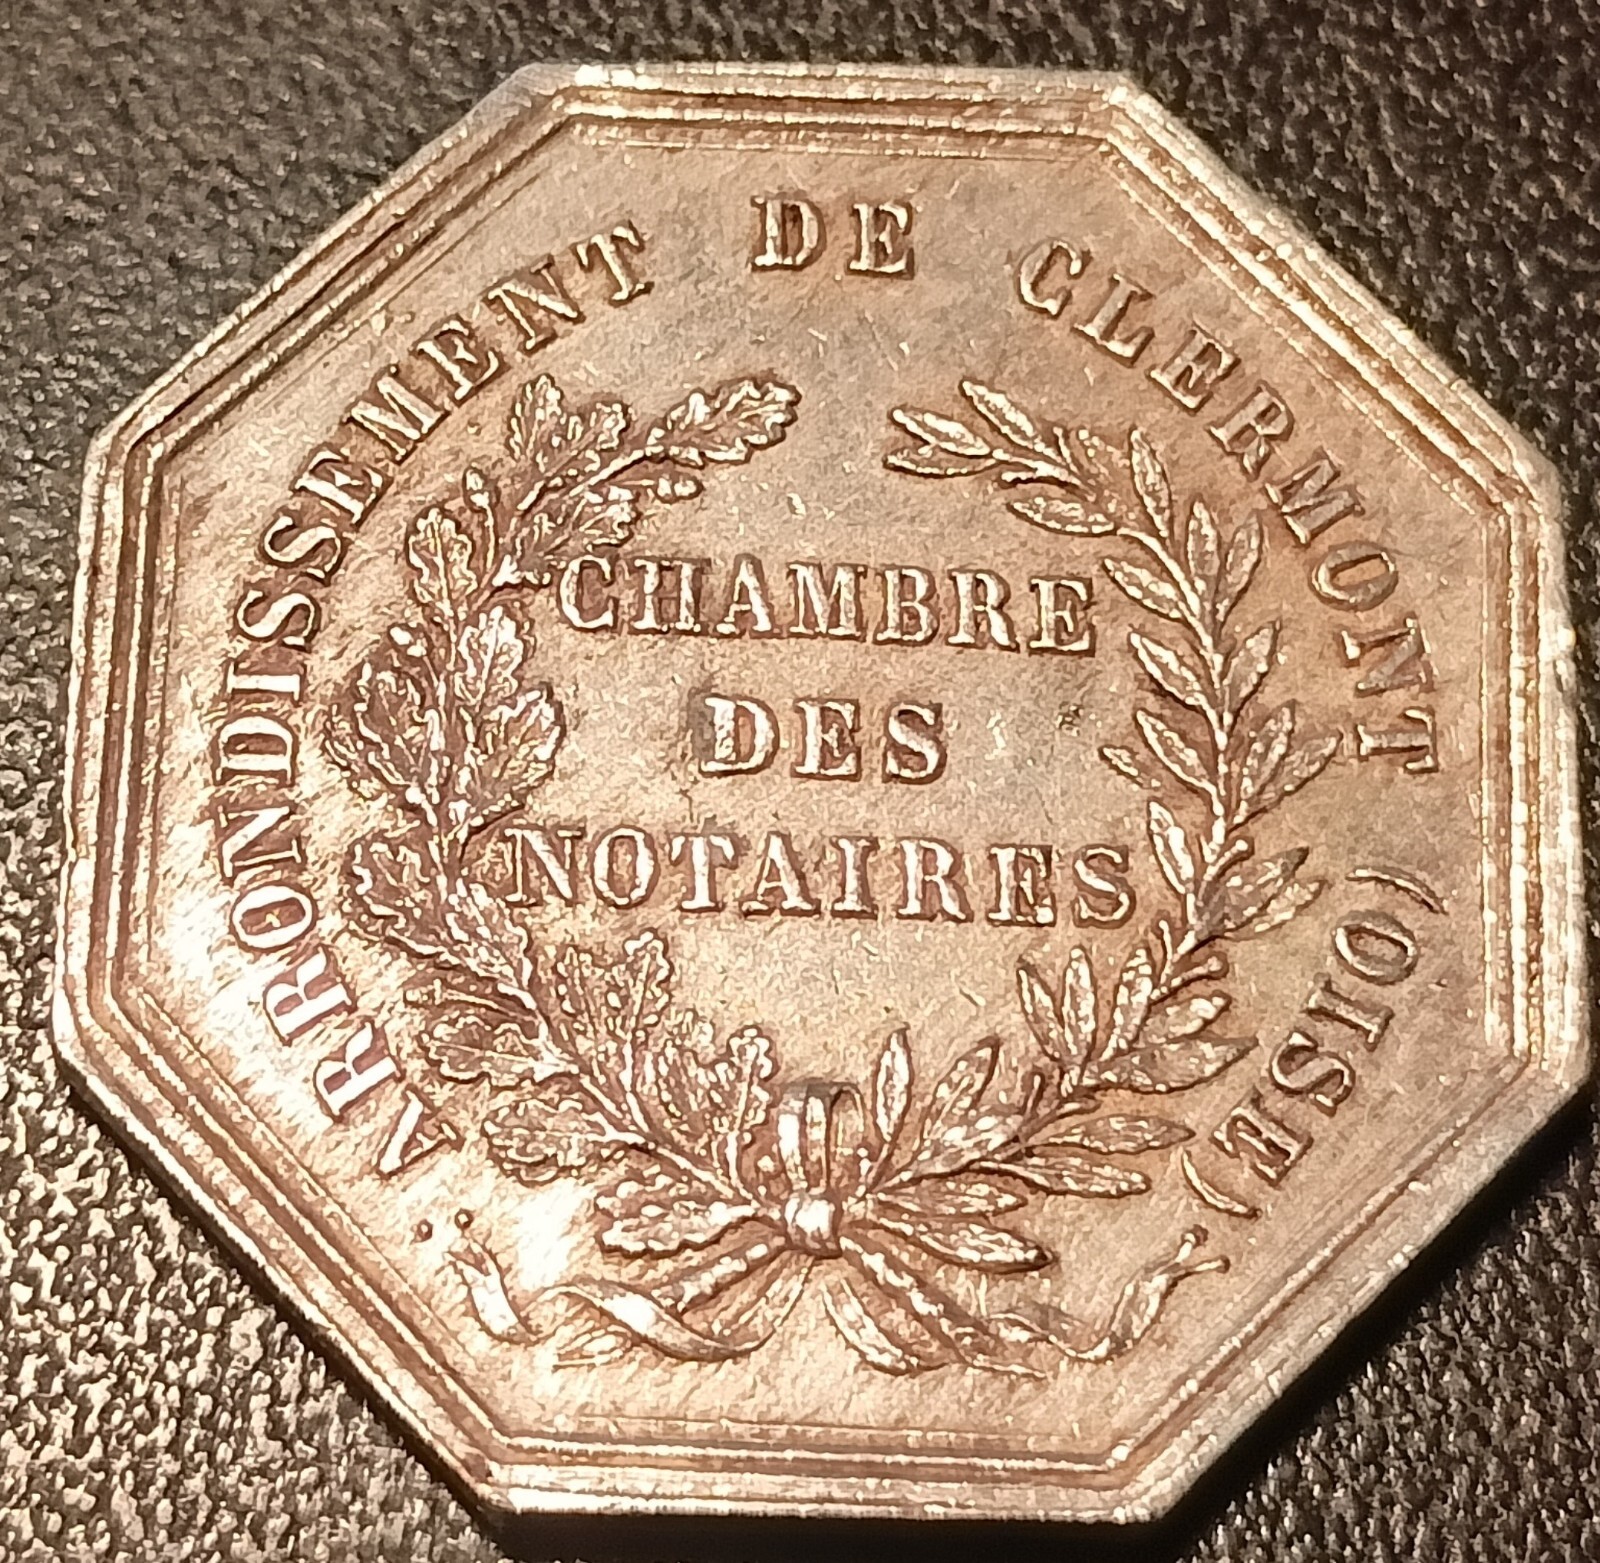 ARRONDISSEMENT DE CLERMONT (OISE)
CHAMBRE
DES
NOTAIRES